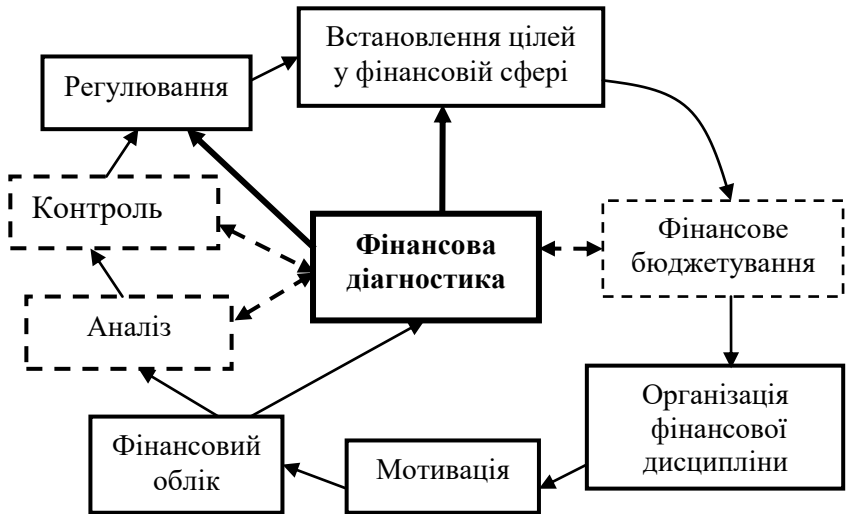 Встановлення цілей
у фінансовій сфері
Регулювання
Контроль
Фінансова
діагностика
Фінансове
бюджетування
Аналіз
Організація
фінансової
дисципліни
Фінансовий
облік
Мотивація